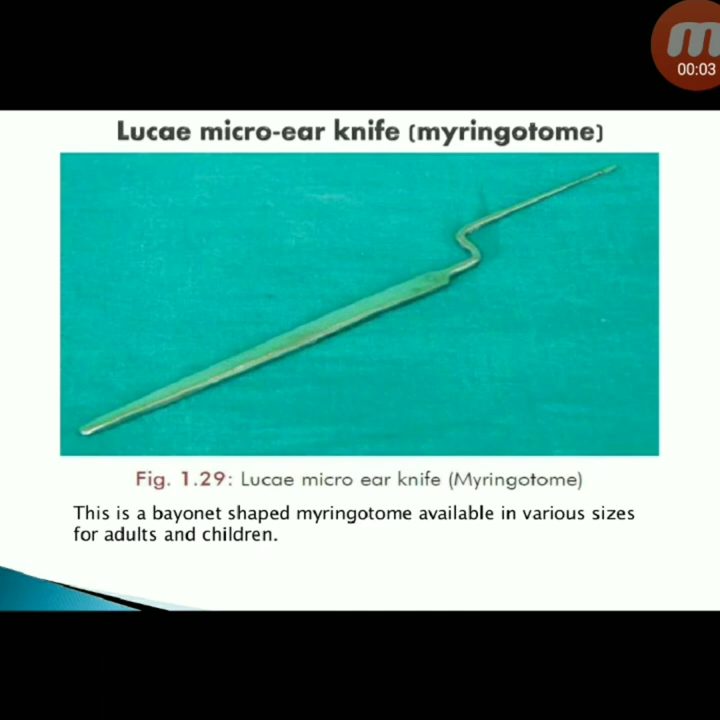 00:03
Lucae micro-ear knife (myringotome)
Fig. 1.29: Lucae micro ear knife (Myringotome)
This is a bayonet shaped myringotome available in various sizes
for adults and children.